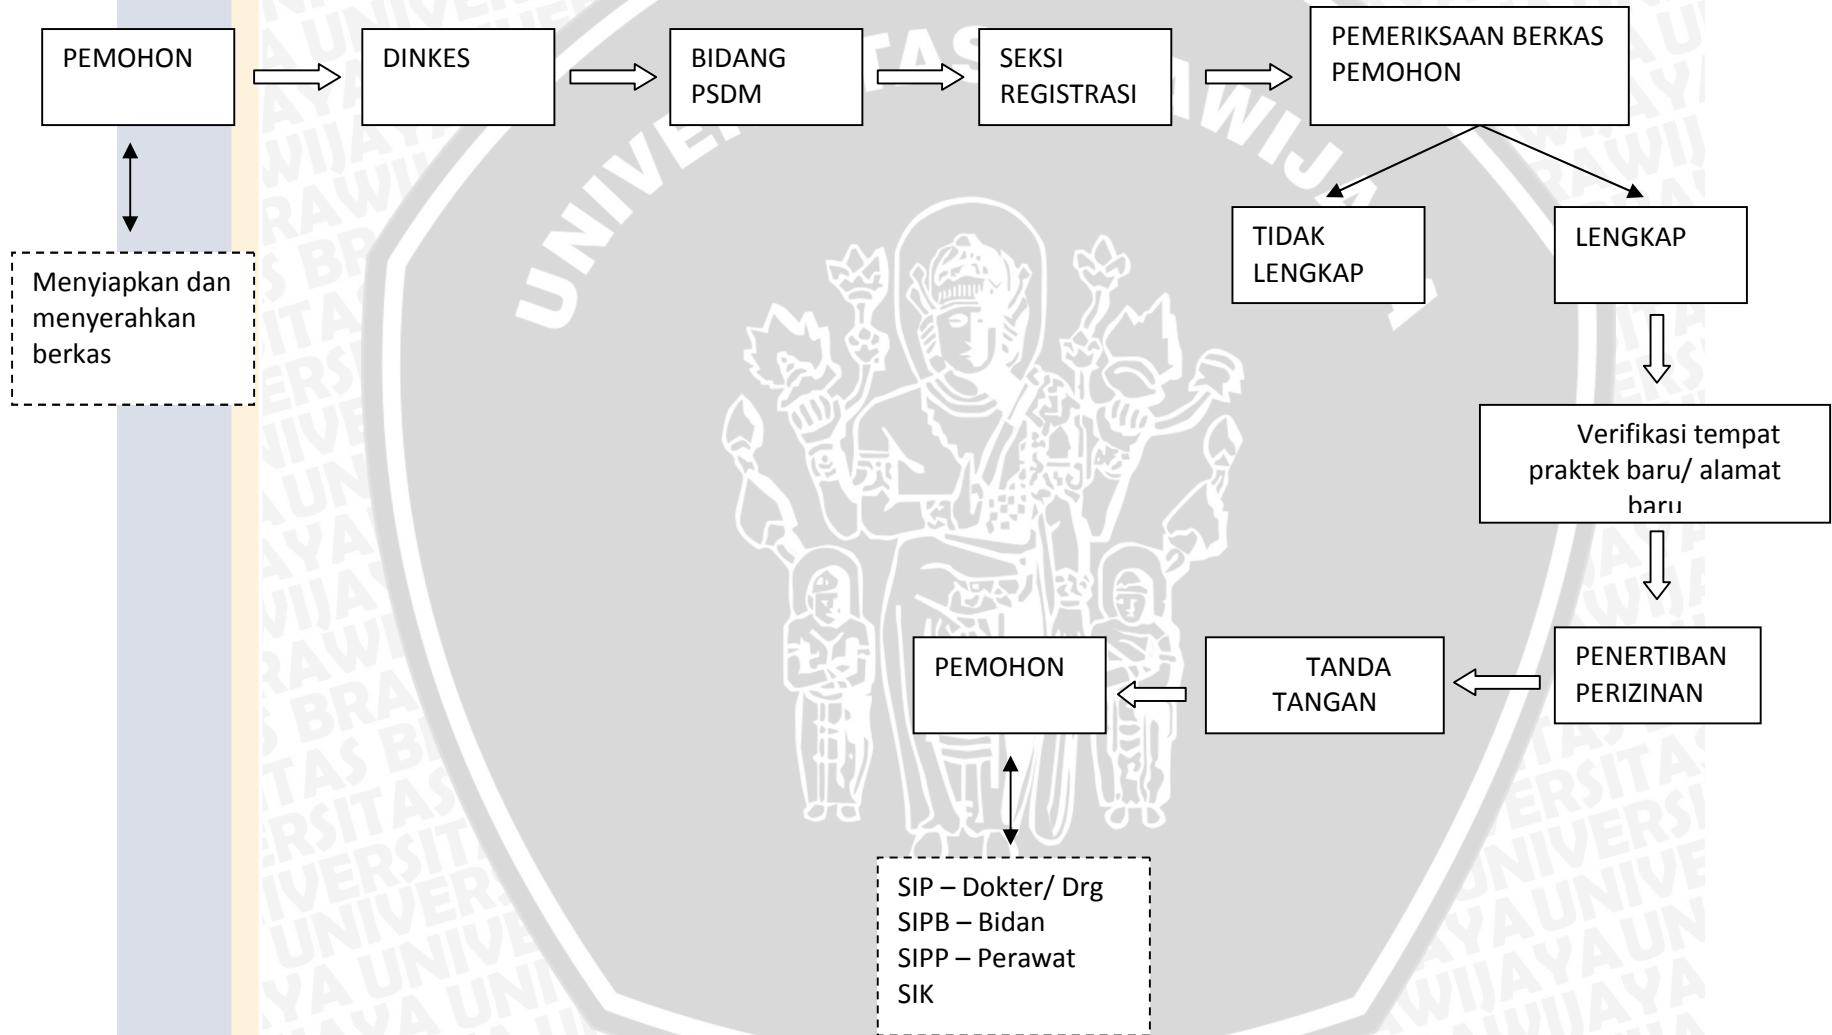 PEMOHON
DINKES
BIDANG
PSDM
SEKSI
REGISTRASI
PEMERIKSAAN BERKAS
PEMOHON
TIDAK
LENGKAP
LENGKAP
Menyiapkan dan
menyerahkan
berkas
Verifikasi tempat
praktek baru/ alamat
baru
PENERTIBAN
PERIZINAN
TANDA
TANGAN
PEMOHON
SIP – Dokter/ Drg
SIPB – Bidan
SIPP – Perawat
SIK